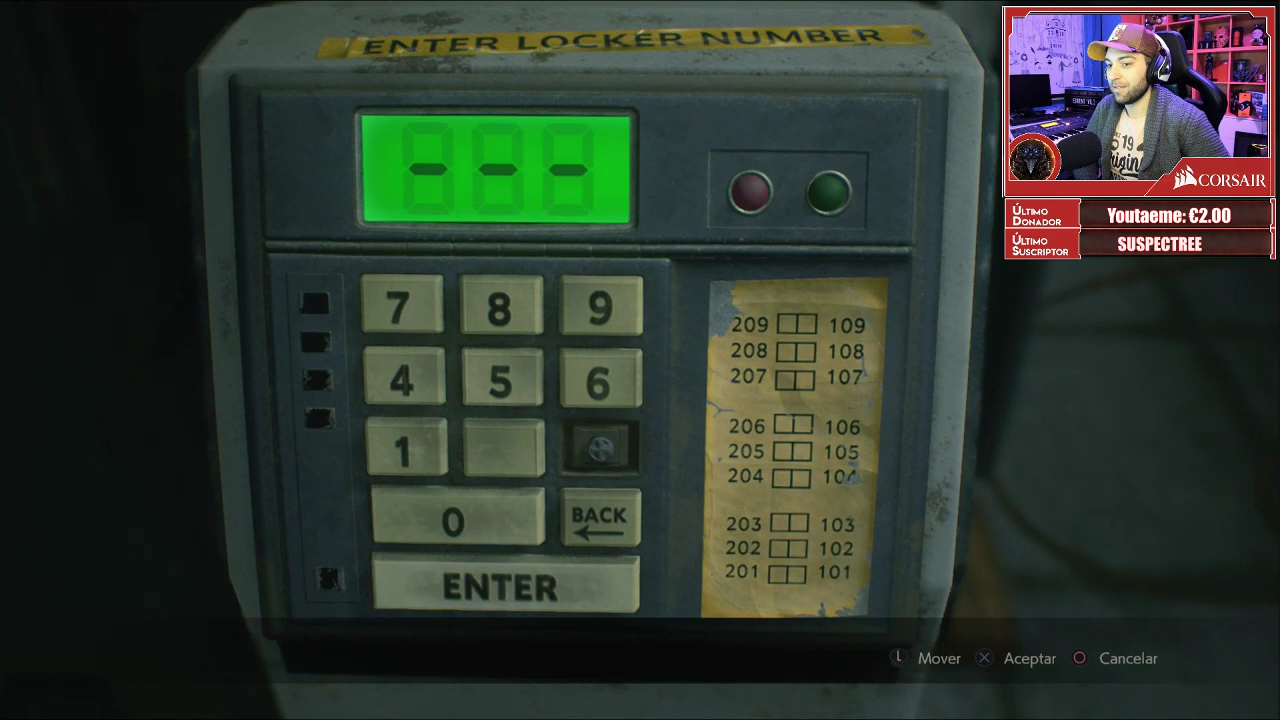 ENTER LOCKER NUMBER
- - -
7 8 9
4 5 6
1
0 BACK
ENTER
209 109
208 108
207 107
206 106
205 105
204 104
203 103
202 102
201 101
L Mover X Aceptar O Cancelar
19
CORSAIR
ÚLTIMO DONADOR
Youtaeme: €2.00
ÚLTIMO SUSCRIPTOR
SUSPECTREE